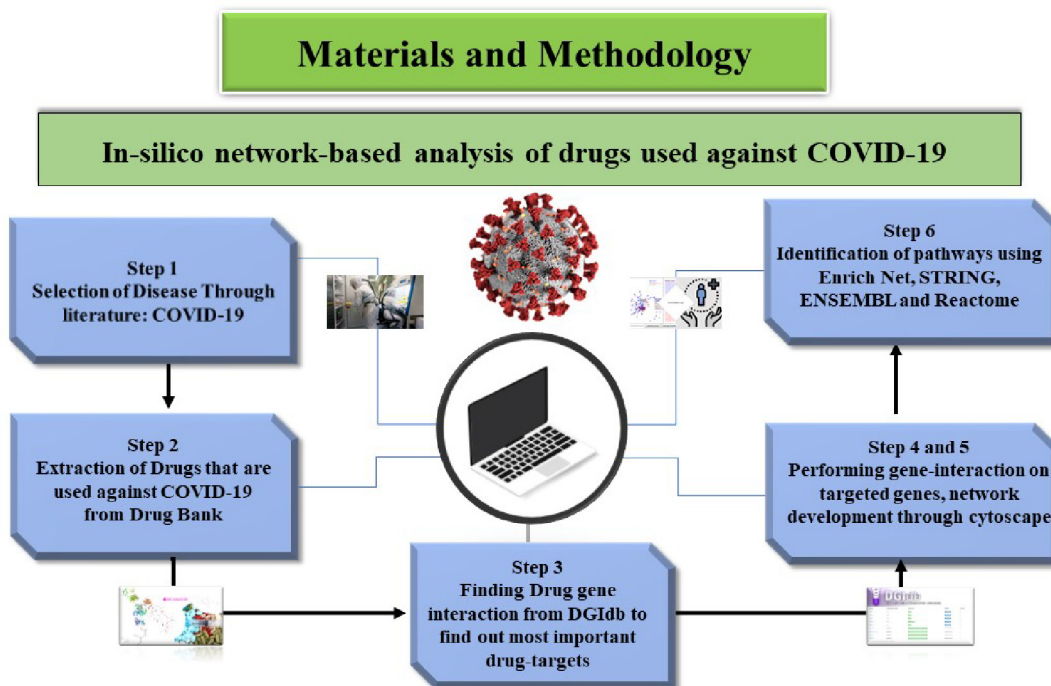 Materials and Methodology
In-silico network-based analysis of drugs used against COVID-19
Step 1
Selection of Disease Through
literature: COVID-19
Step 2
Extraction of Drugs that are
used against COVID-19
from Drug Bank
Step 3
Finding Drug gene
interaction from DGIdb to
find out most important
drug-targets
DGIdb
Step 4 and 5
Performing gene-interaction on
targeted genes, network
development through cytoscape
Step 6
Identification of pathways using
Enrich Net, STRING,
ENSEMBL and Reactome